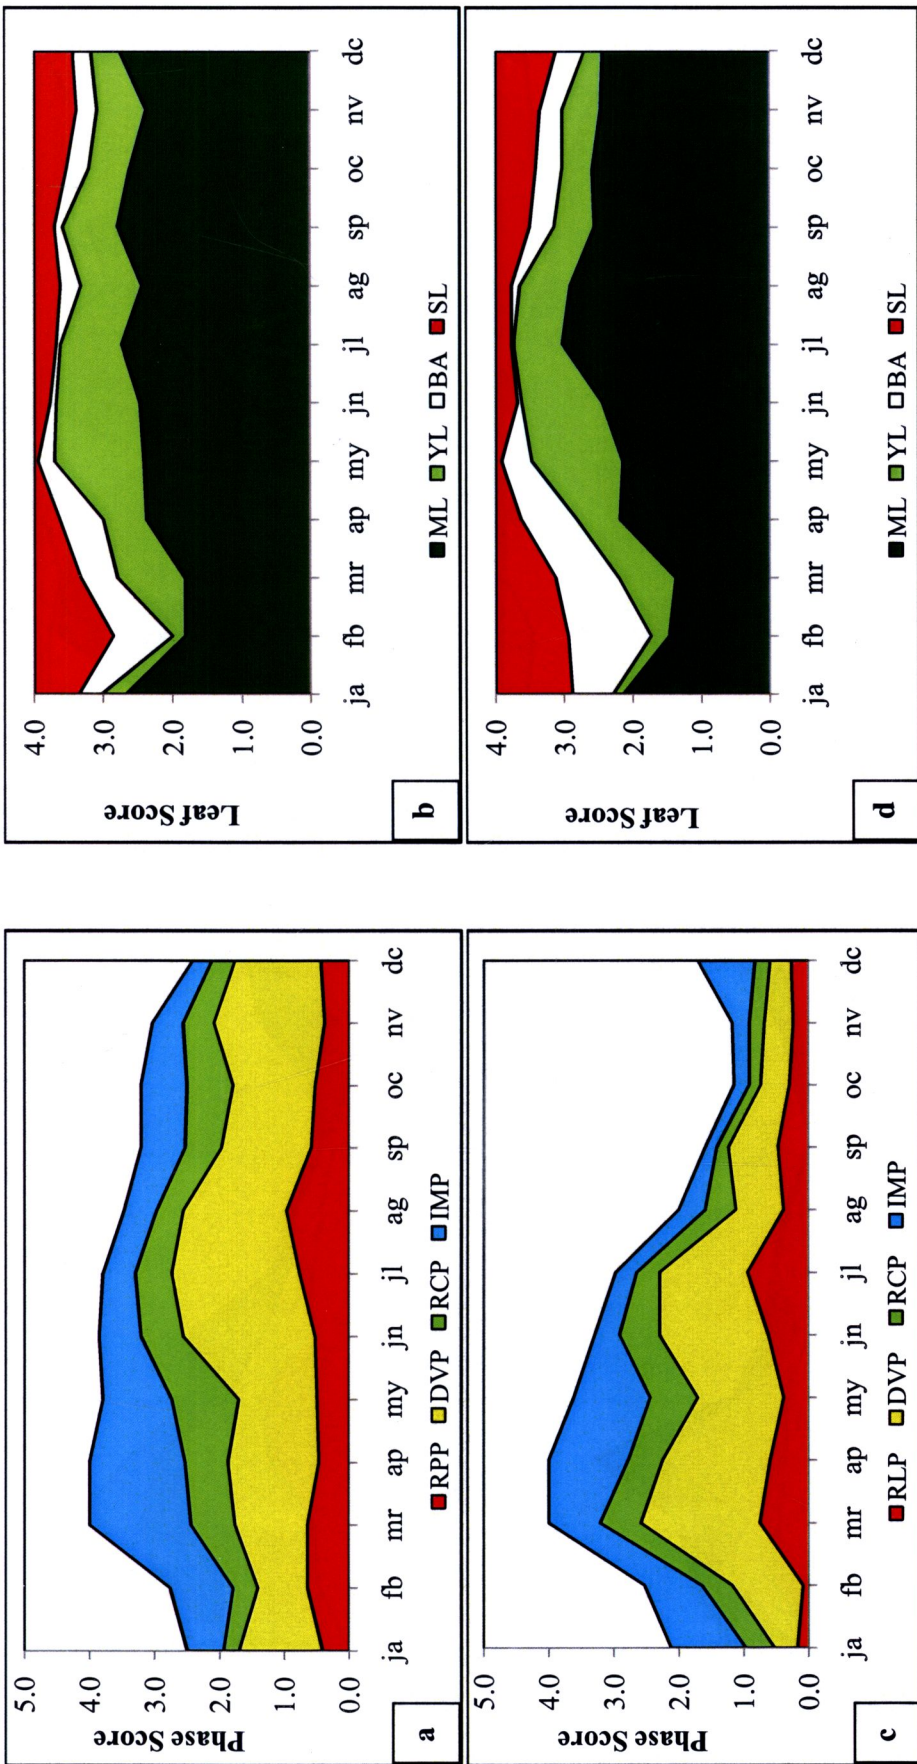 5.0
4.0
3.0
2.0
1.0
0.0
Phase Score
ja fb mr ap my jn jl ag sp oc nv dc
RPP DVP RCP IMP
a
4.0
3.0
2.0
1.0
0.0
Leaf Score
ja fb mr ap my jn jl ag sp oc nv dc
ML YL BA SL
b
5.0
4.0
3.0
2.0
1.0
0.0
Phase Score
ja fb mr ap my jn jl ag sp oc nv dc
RLP DVP RCP IMP
c
4.0
3.0
2.0
1.0
0.0
Leaf Score
ja fb mr ap my jn jl ag sp oc nv dc
ML YL BA SL
d